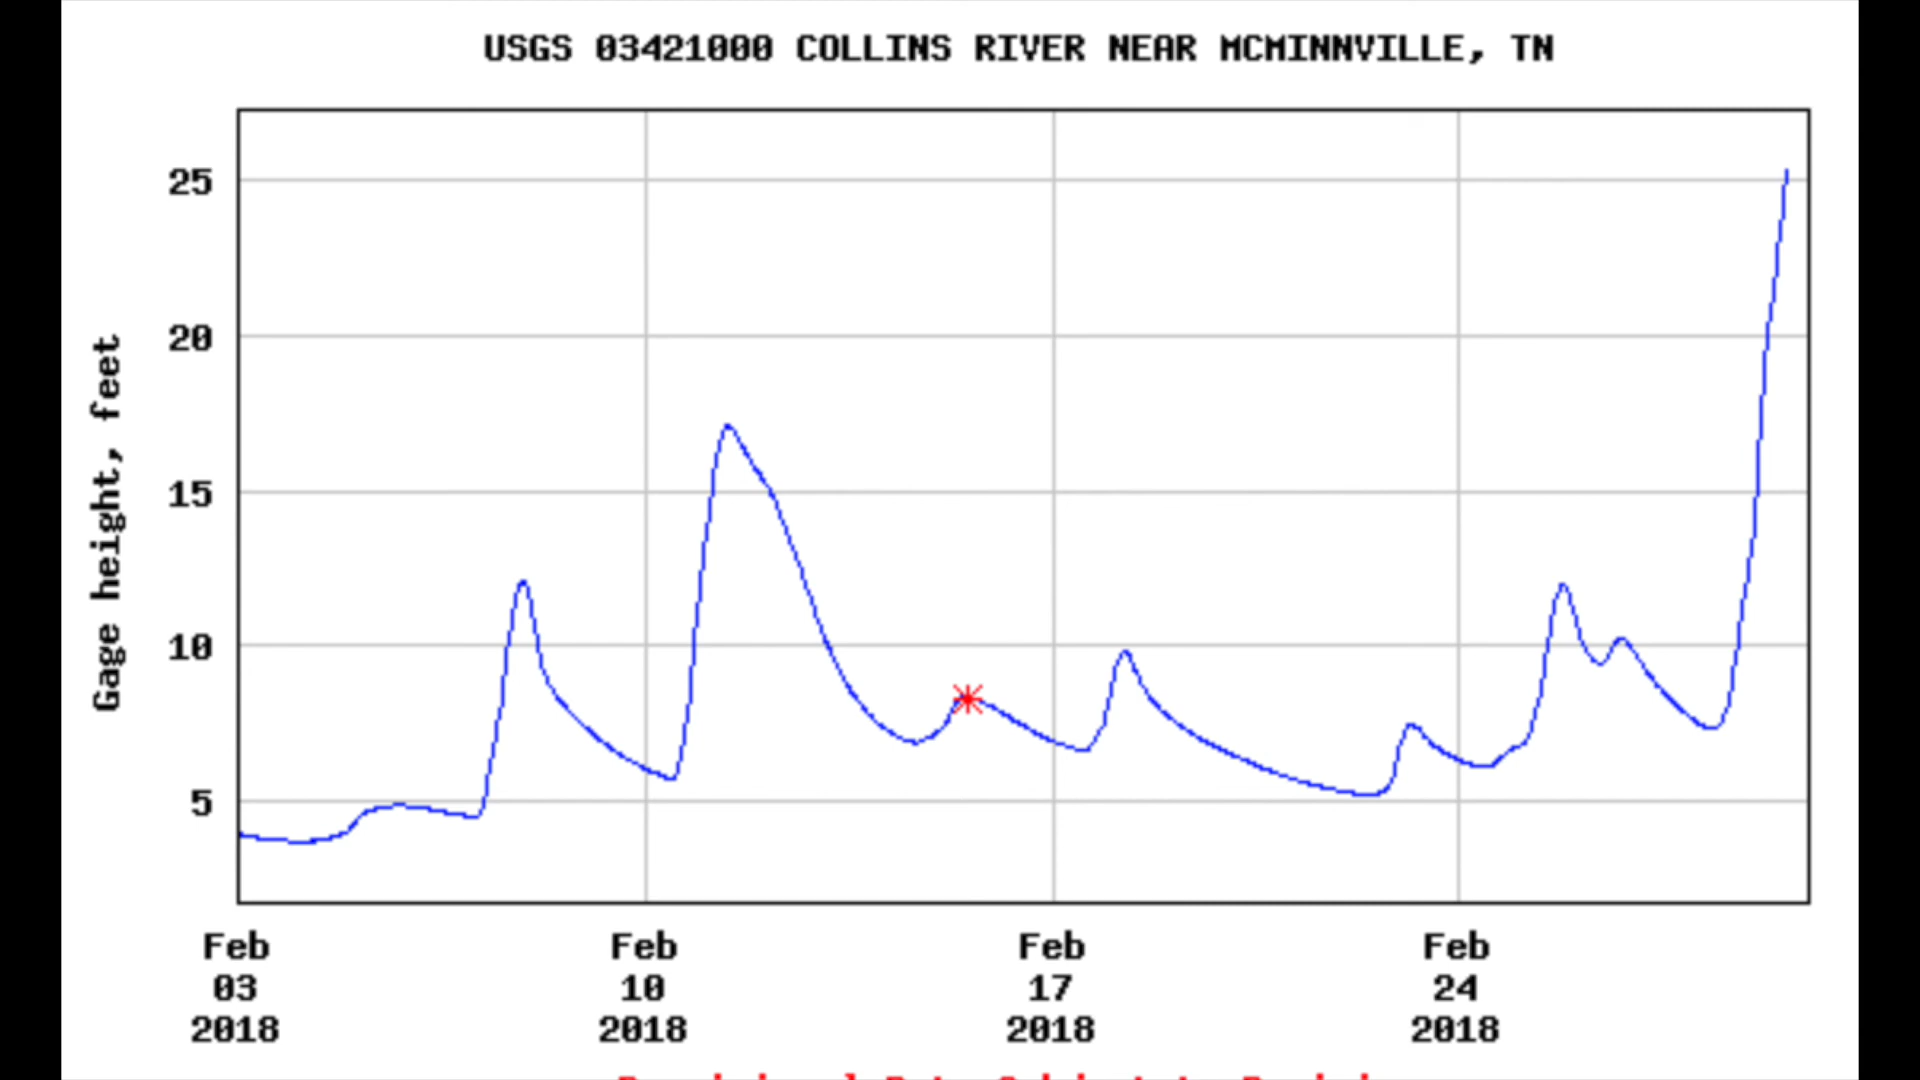 USGS 03421000 COLLINS RIVER NEAR MCMINNVILLE, TN
Gage height, feet
25
20
15
10
5
Feb 03 2018
Feb 10 2018
Feb 17 2018
Feb 24 2018